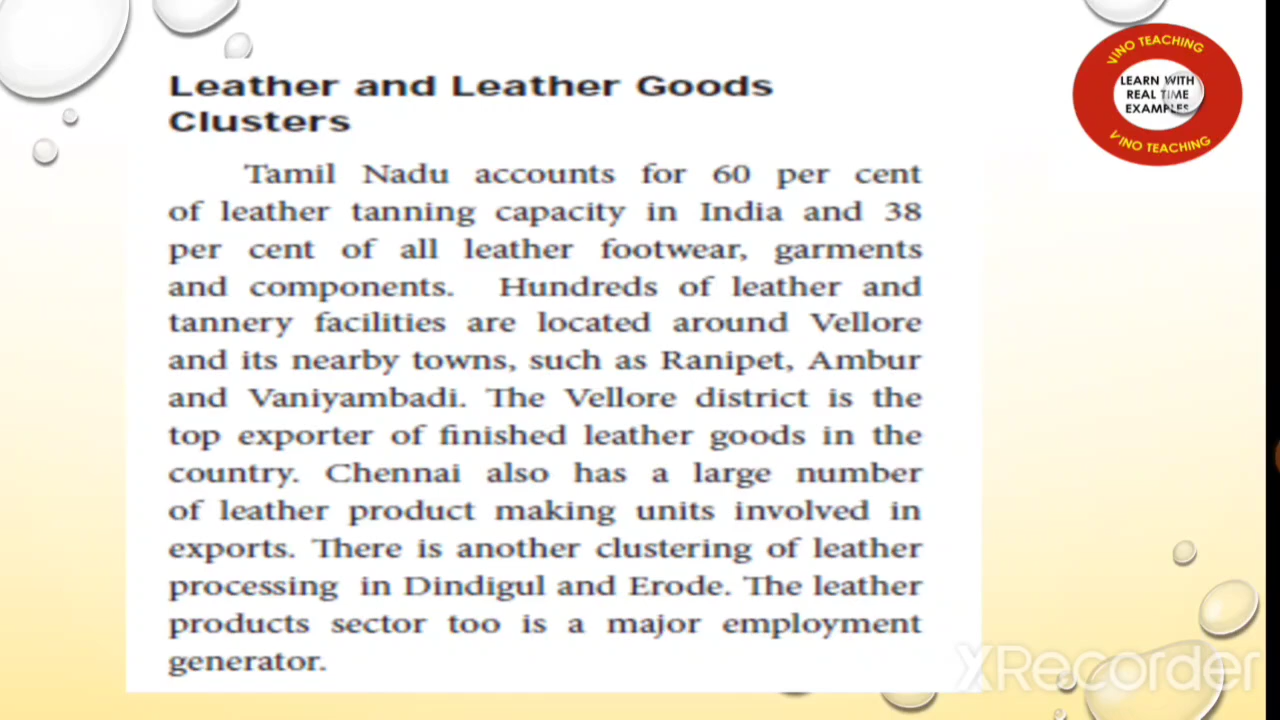 Leather and Leather Goods
Clusters
Tamil Nadu accounts for 60 per cent
of leather tanning capacity in India and 38
per cent of all leather footwear, garments
and components. Hundreds of leather and
tannery facilities are located around Vellore
and its nearby towns, such as Ranipet, Ambur
and Vaniyambadi. The Vellore district is the
top exporter of finished leather goods in the
country. Chennai also has a large number
of leather product making units involved in
exports. There is another clustering of leather
processing in Dindigul and Erode. The leather
products sector too is a major employment
generator.
VINO TEACHING
LEARN WITH
REAL TIME
EXAMPLES
VINO TEACHING
XRecorder